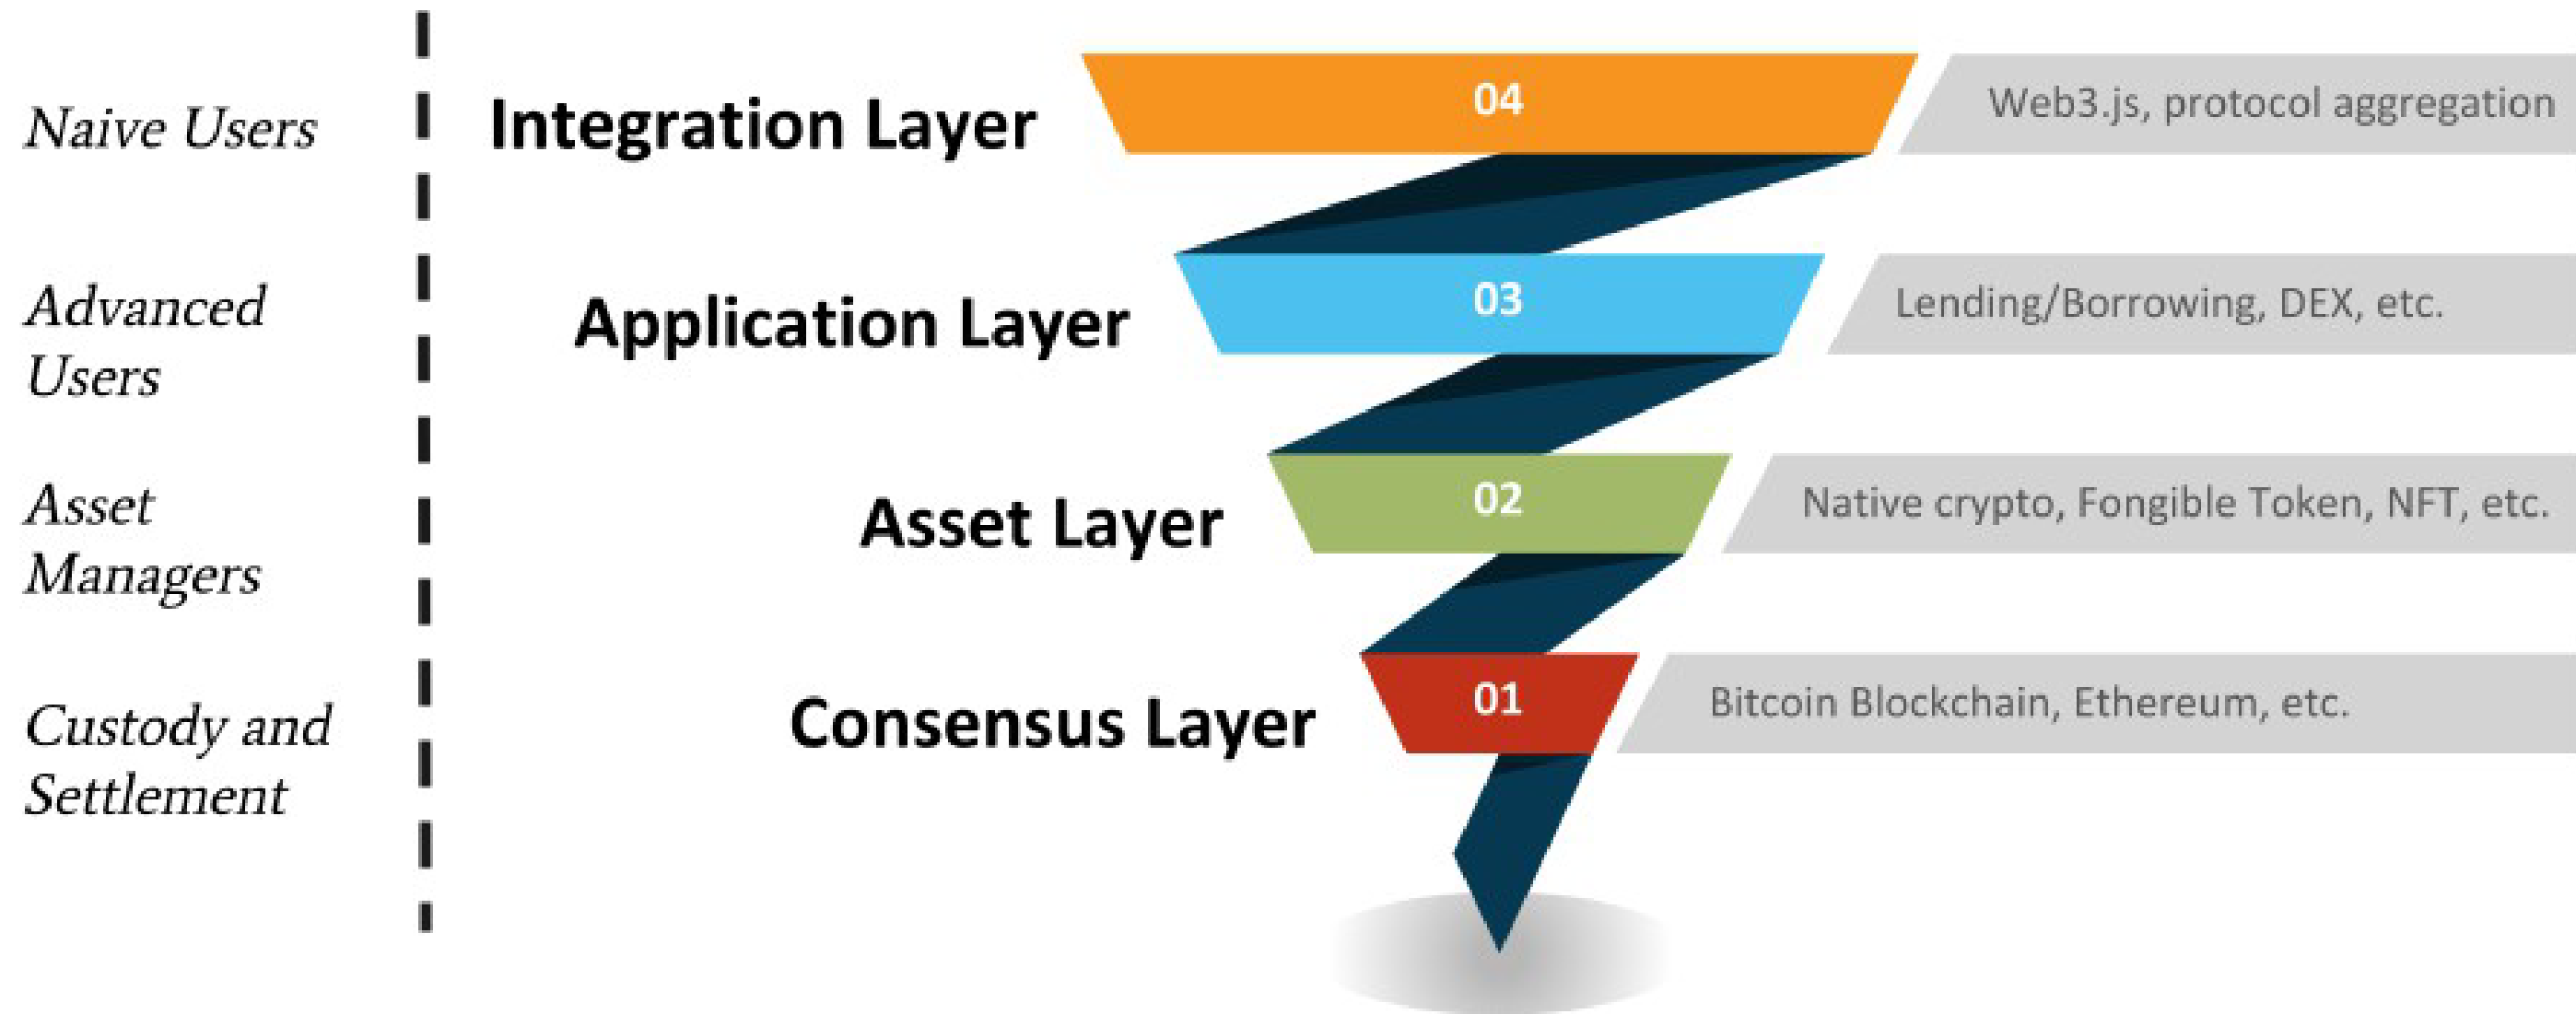 Naive Users
Integration Layer
04
Web3.js, protocol aggregation
Advanced
Users
Application Layer
03
Lending/Borrowing, DEX, etc.
Asset
Managers
Asset Layer
02
Native crypto, Fongible Token, NFT, etc.
Custody and
Settlement
Consensus Layer
01
Bitcoin Blockchain, Ethereum, etc.